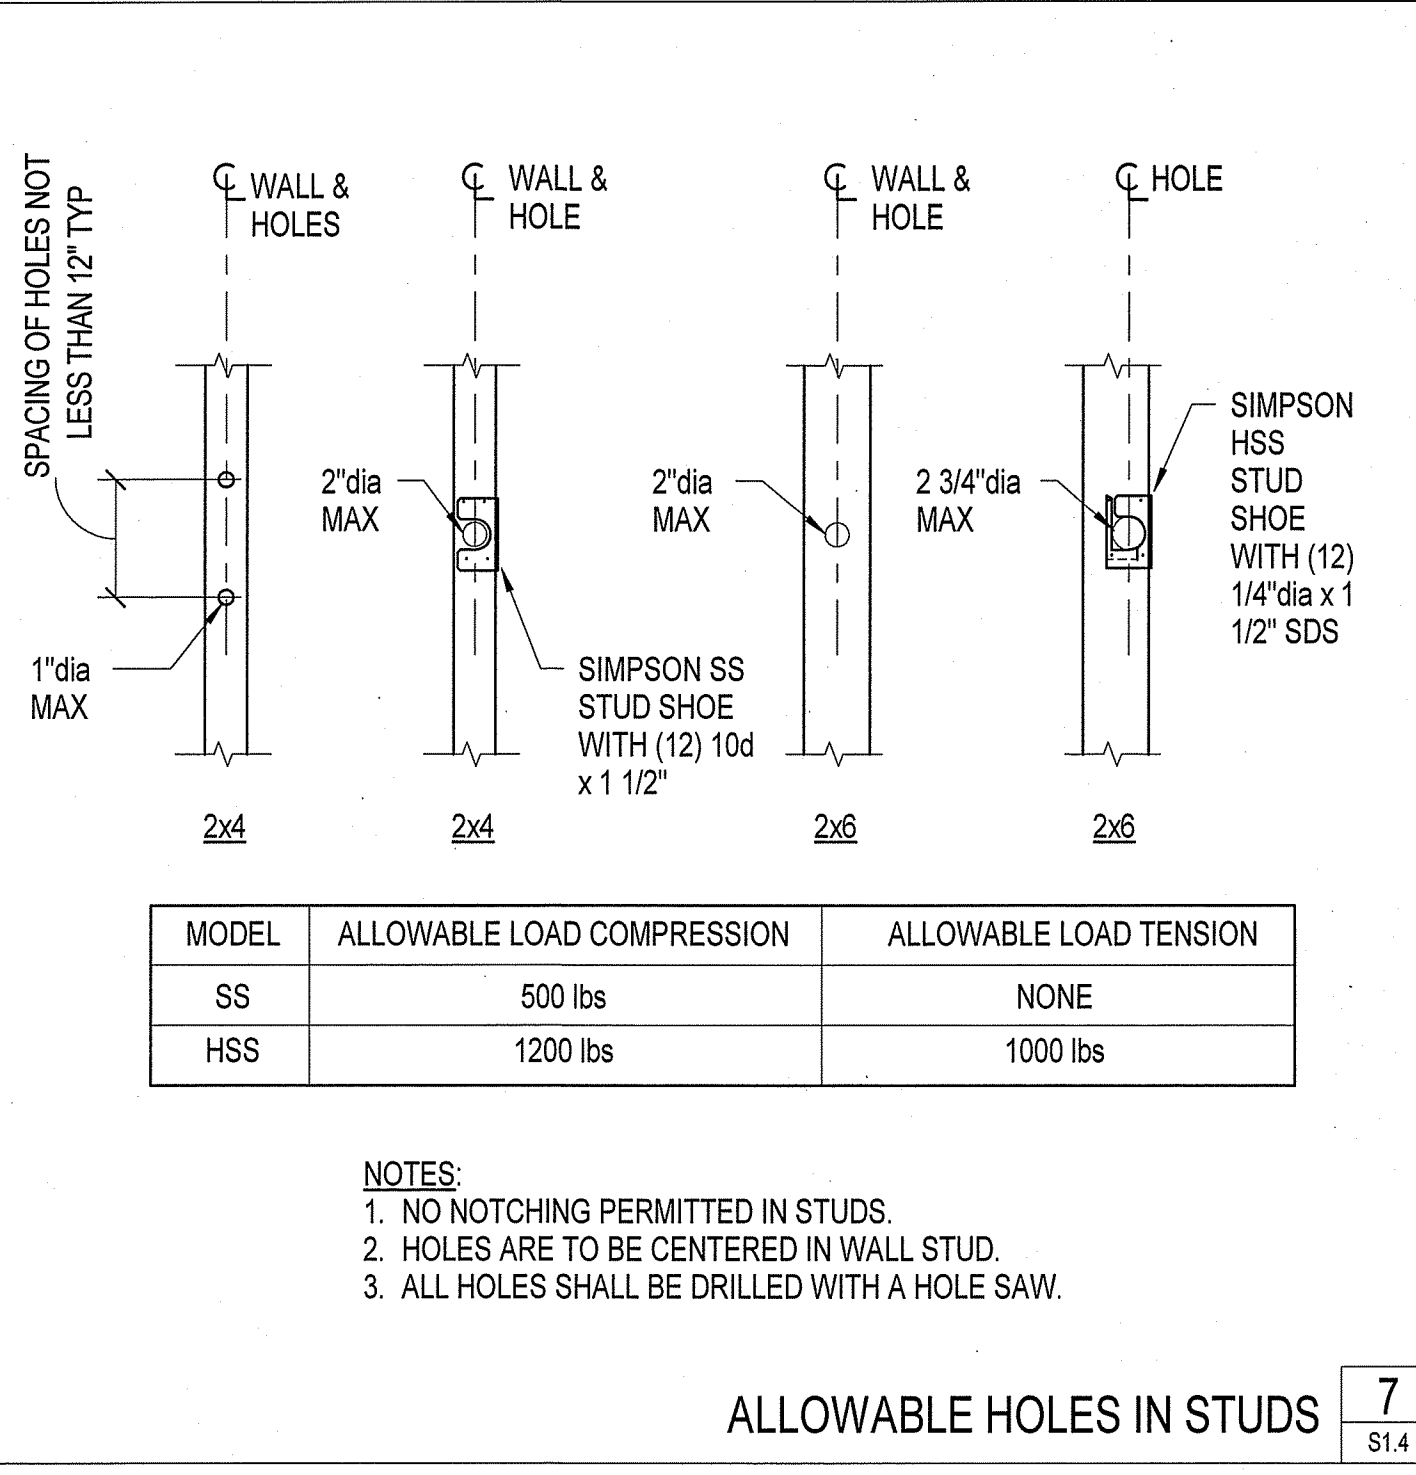 SPACING OF HOLES NOT
LESS THAN 12" TYP
℄ WALL &
HOLES
℄ WALL &
HOLE
℄ WALL &
HOLE
℄ HOLE
1"dia
MAX
2"dia
MAX
SIMPSON SS
STUD SHOE
WITH (12) 10d
x 1 1/2"
2"dia
MAX
2 3/4"dia
MAX
SIMPSON
HSS
STUD
SHOE
WITH (12)
1/4"dia x 1
1/2" SDS
2x4
2x4
2x6
2x6
MODEL ALLOWABLE LOAD COMPRESSION ALLOWABLE LOAD TENSION
SS 500 lbs NONE
HSS 1200 lbs 1000 lbs
NOTES:
1. NO NOTCHING PERMITTED IN STUDS.
2. HOLES ARE TO BE CENTERED IN WALL STUD.
3. ALL HOLES SHALL BE DRILLED WITH A HOLE SAW.
ALLOWABLE HOLES IN STUDS
7
S1.4